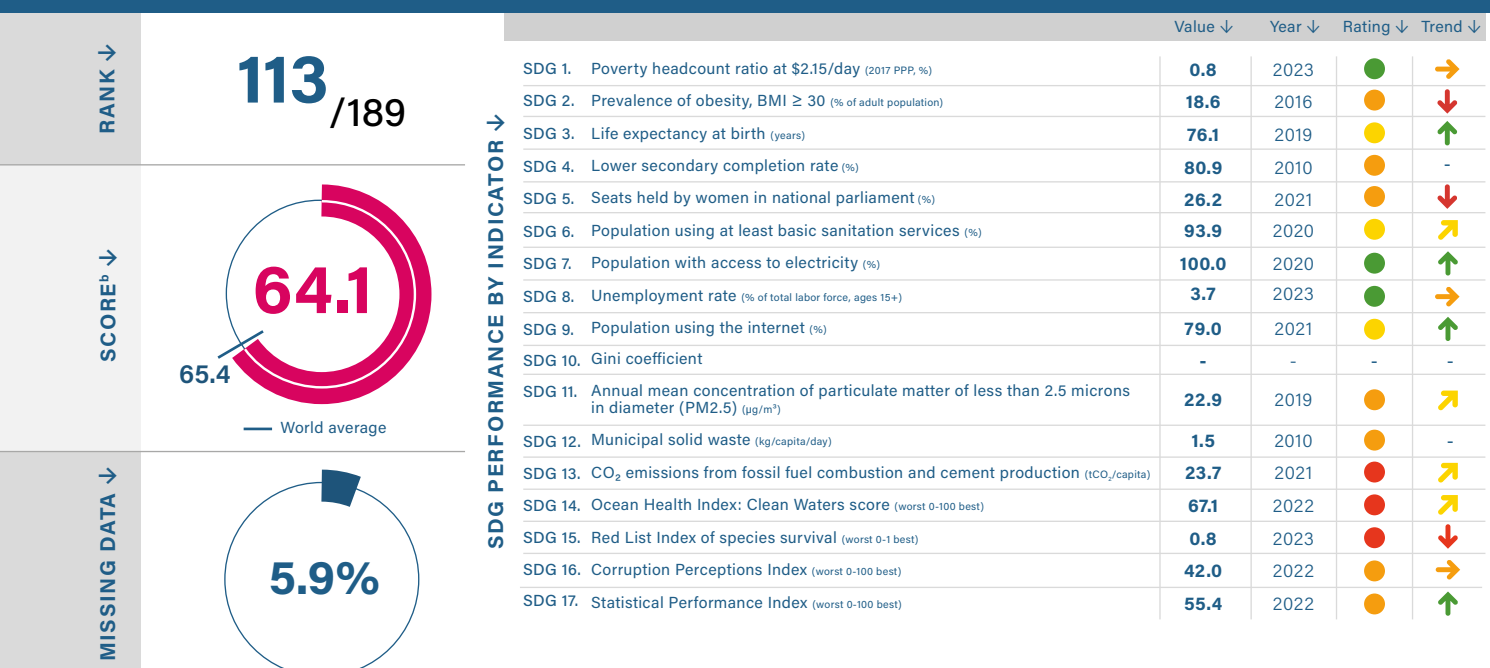 RANK →
113
/189
SCOREᵇ →
64.1
65.4
World average
MISSING DATA →
5.9%
SDG PERFORMANCE BY INDICATOR →
Value ↓ Year ↓ Rating ↓ Trend ↓
SDG 1. Poverty headcount ratio at $2.15/day (2017 PPP, %) 0.8 2023
SDG 2. Prevalence of obesity, BMI ≥ 30 (% of adult population) 18.6 2016
SDG 3. Life expectancy at birth (years) 76.1 2019
SDG 4. Lower secondary completion rate (%) 80.9 2010 -
SDG 5. Seats held by women in national parliament (%) 26.2 2021
SDG 6. Population using at least basic sanitation services (%) 93.9 2020
SDG 7. Population with access to electricity (%) 100.0 2020
SDG 8. Unemployment rate (% of total labor force, ages 15+) 3.7 2023
SDG 9. Population using the internet (%) 79.0 2021
SDG 10. Gini coefficient - - - -
SDG 11. Annual mean concentration of particulate matter of less than 2.5 microns
in diameter (PM2.5) (μg/m³) 22.9 2019
SDG 12. Municipal solid waste (kg/capita/day) 1.5 2010 -
SDG 13. CO₂ emissions from fossil fuel combustion and cement production (tCO₂/capita) 23.7 2021
SDG 14. Ocean Health Index: Clean Waters score (worst 0-100 best) 67.1 2022
SDG 15. Red List Index of species survival (worst 0-1 best) 0.8 2023
SDG 16. Corruption Perceptions Index (worst 0-100 best) 42.0 2022
SDG 17. Statistical Performance Index (worst 0-100 best) 55.4 2022